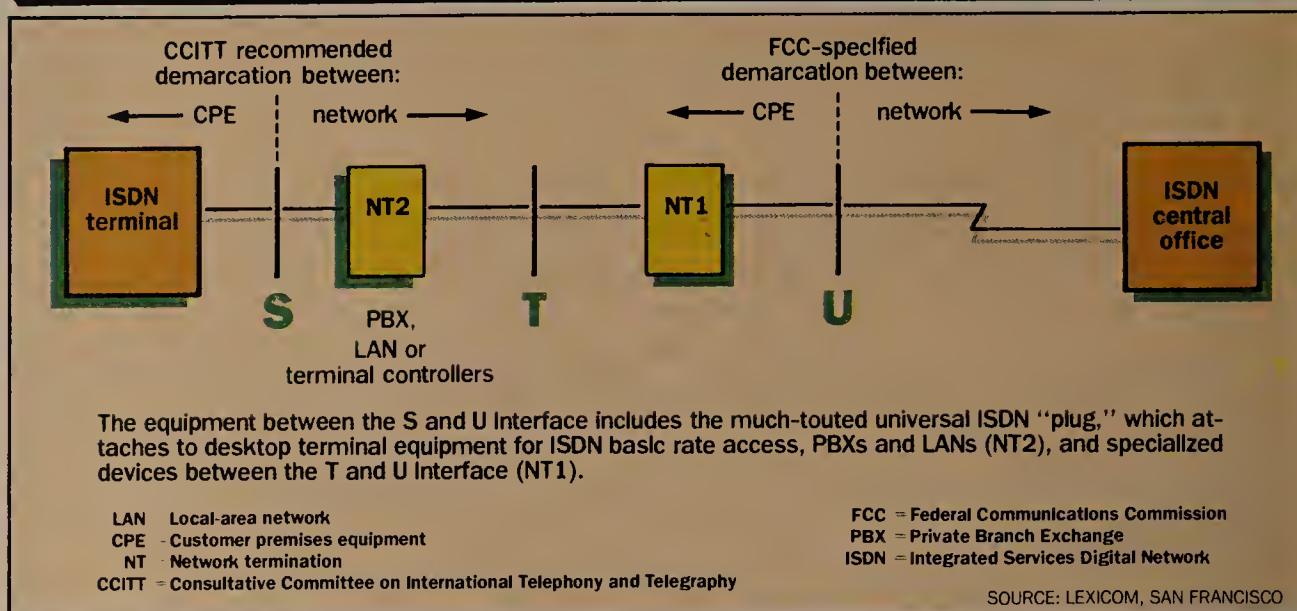 CCITT recommended
demarcation between:
CPE
network
FCC-specified
demarcation between:
CPE
network
ISDN
terminal
NT2
NT1
ISDN
central
office
S
T
U
PBX,
LAN or
terminal controllers
The equipment between the S and U Interface includes the much-touted universal ISDN “plug,” which at-
taches to desktop terminal equipment for ISDN basic rate access, PBXs and LANs (NT2), and specialized
devices between the T and U Interface (NT1).
LAN Local-area network
CPE - Customer premises equipment
NT - Network termination
CCITT = Consultative Committee on International Telephony and Telegraphy
FCC = Federal Communications Commission
PBX = Private Branch Exchange
ISDN = Integrated Services Digital Network
SOURCE: LEXICOM, SAN FRANCISCO